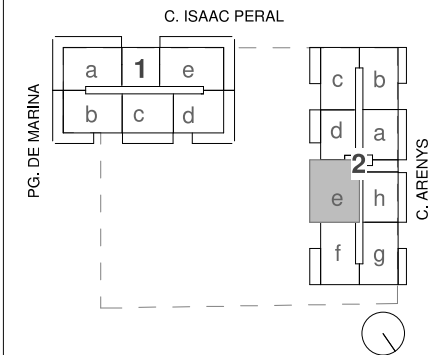 C. ISAAC PERAL
a 1 e
b c d
PG. DE MARINA
c b
d a
2
e h
f g
C. ARENYS